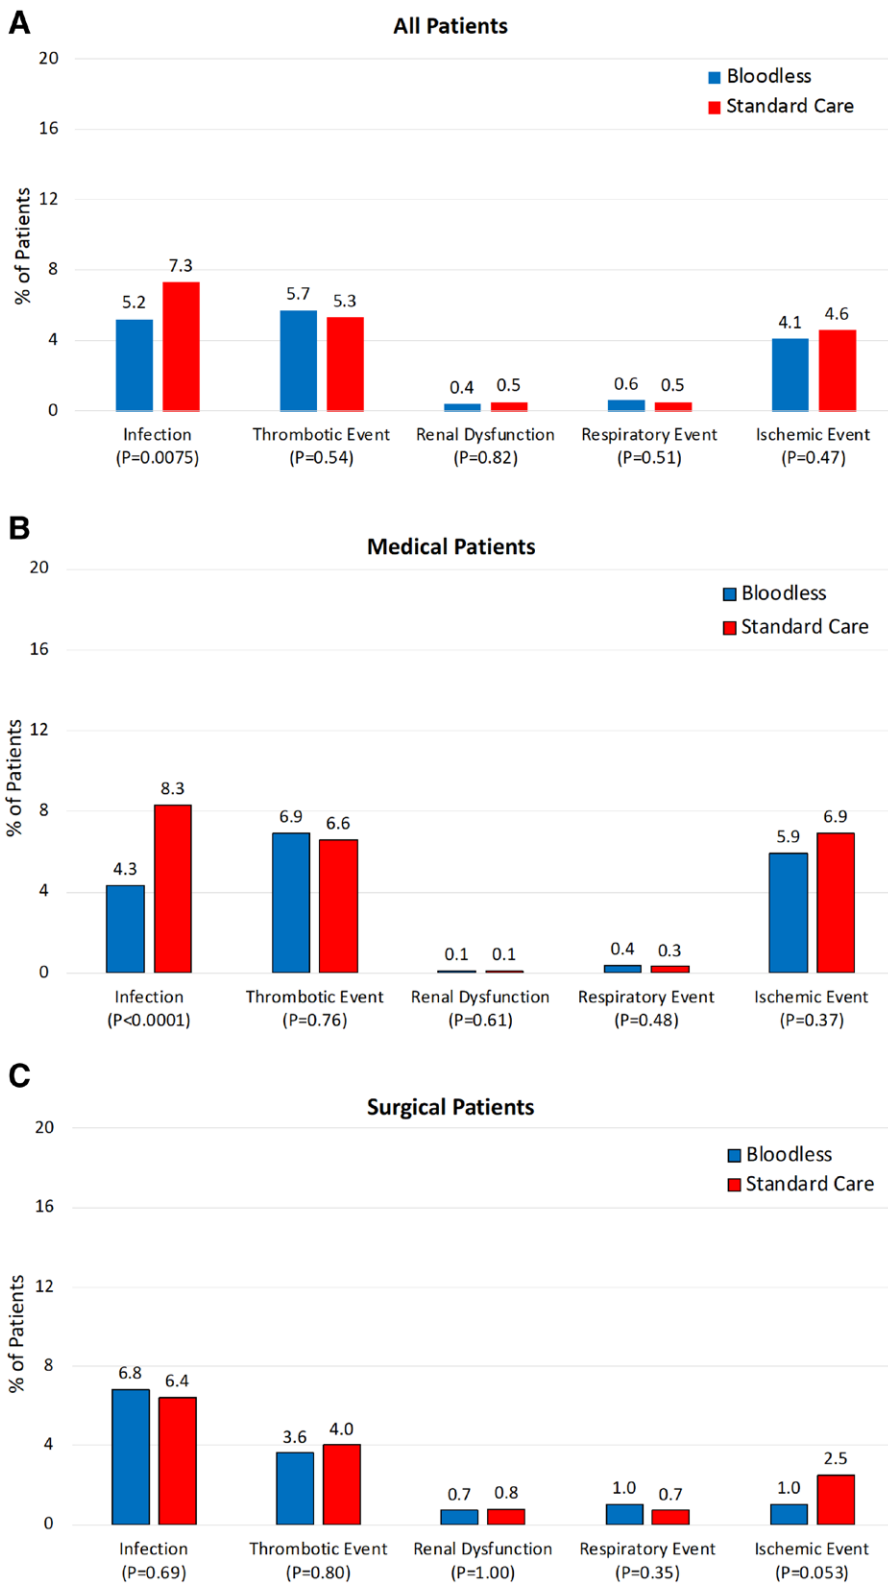 A
All Patients
Bloodless
Standard Care
% of Patients
20
16
12
8
4
0
5.2
7.3
5.7
5.3
0.4
0.5
0.6
0.5
4.1
4.6
Infection
(P=0.0075)
Thrombotic Event
(P=0.54)
Renal Dysfunction
(P=0.82)
Respiratory Event
(P=0.51)
Ischemic Event
(P=0.47)
B
Medical Patients
Bloodless
Standard Care
% of Patients
20
16
12
8
4
0
4.3
8.3
6.9
6.6
0.1
0.1
0.4
0.3
5.9
6.9
Infection
(P<0.0001)
Thrombotic Event
(P=0.76)
Renal Dysfunction
(P=0.61)
Respiratory Event
(P=0.48)
Ischemic Event
(P=0.37)
C
Surgical Patients
Bloodless
Standard Care
% of Patients
20
16
12
8
4
0
6.8
6.4
3.6
4.0
0.7
0.8
1.0
0.7
1.0
2.5
Infection
(P=0.69)
Thrombotic Event
(P=0.80)
Renal Dysfunction
(P=1.00)
Respiratory Event
(P=0.35)
Ischemic Event
(P=0.053)